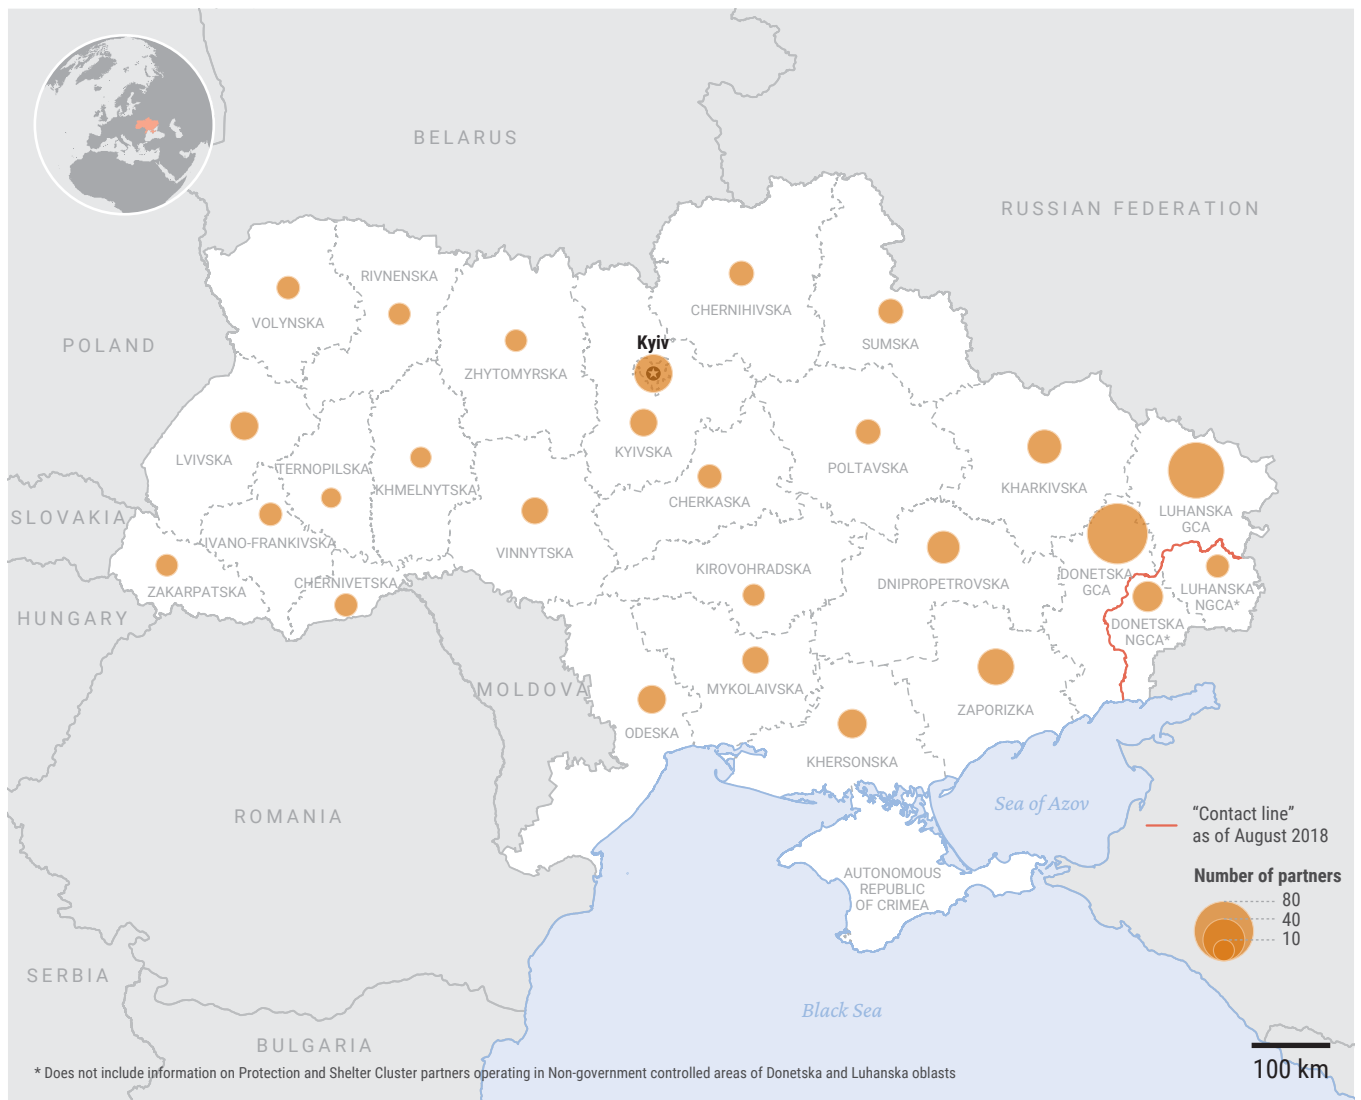 BELARUS
RUSSIAN FEDERATION
RIVNENSKA
CHERNIHIVSKA
VOLYNSKA
POLAND
Kyiv
SUMSKA
ZHYTOMYRSKA
KYIVSKA
LVIVSKA
TERNOPILSKA
POLTAVSKA
KHMELNYTSKA
KHARKIVSKA
CHERKASKA
LUHANSKA
GCA
SLOVAKIA
IVANO-FRANKIVSKA
VINNYTSKA
KIROVOHRADSKA
DONETSKA
GCA
CHERNIVETSKA
DNIPROPETROVSKA
ZAKARPATSKA
LUHANSKA
NGCA*
HUNGARY
DONETSKA
NGCA*
MOLDOVA
MYKOLAIVSKA
ZAPORIZKA
ODESKA
KHERSONSKA
Sea of Azov
ROMANIA
“Contact line”
as of August 2018
AUTONOMOUS
REPUBLIC
OF CRIMEA
Number of partners
80
40
10
SERBIA
Black Sea
BULGARIA
100 km
* Does not include information on Protection and Shelter Cluster partners operating in Non-government controlled areas of Donetska and Luhanska oblasts